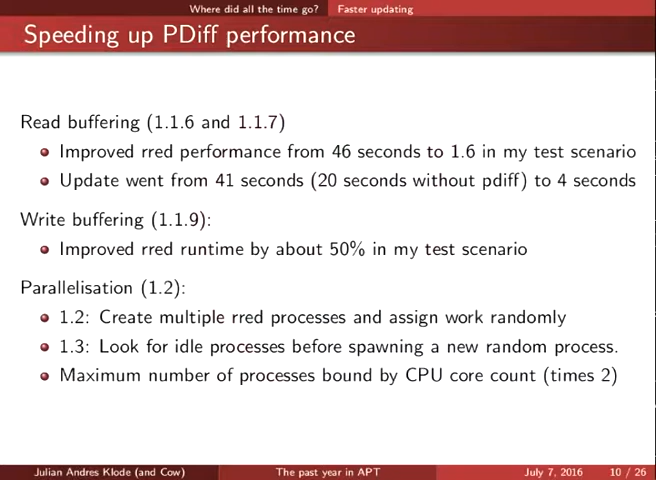 Where did all the time go? Faster updating
Speeding up PDiff performance
Read buffering (1.1.6 and 1.1.7)
Improved rred performance from 46 seconds to 1.6 in my test scenario
Update went from 41 seconds (20 seconds without pdiff) to 4 seconds
Write buffering (1.1.9):
Improved rred runtime by about 50% in my test scenario
Parallelisation (1.2):
1.2: Create multiple rred processes and assign work randomly
1.3: Look for idle processes before spawning a new random process.
Maximum number of processes bound by CPU core count (times 2)
Julian Andres Klode (and Cow) The past year in APT July 7, 2016 10 / 26